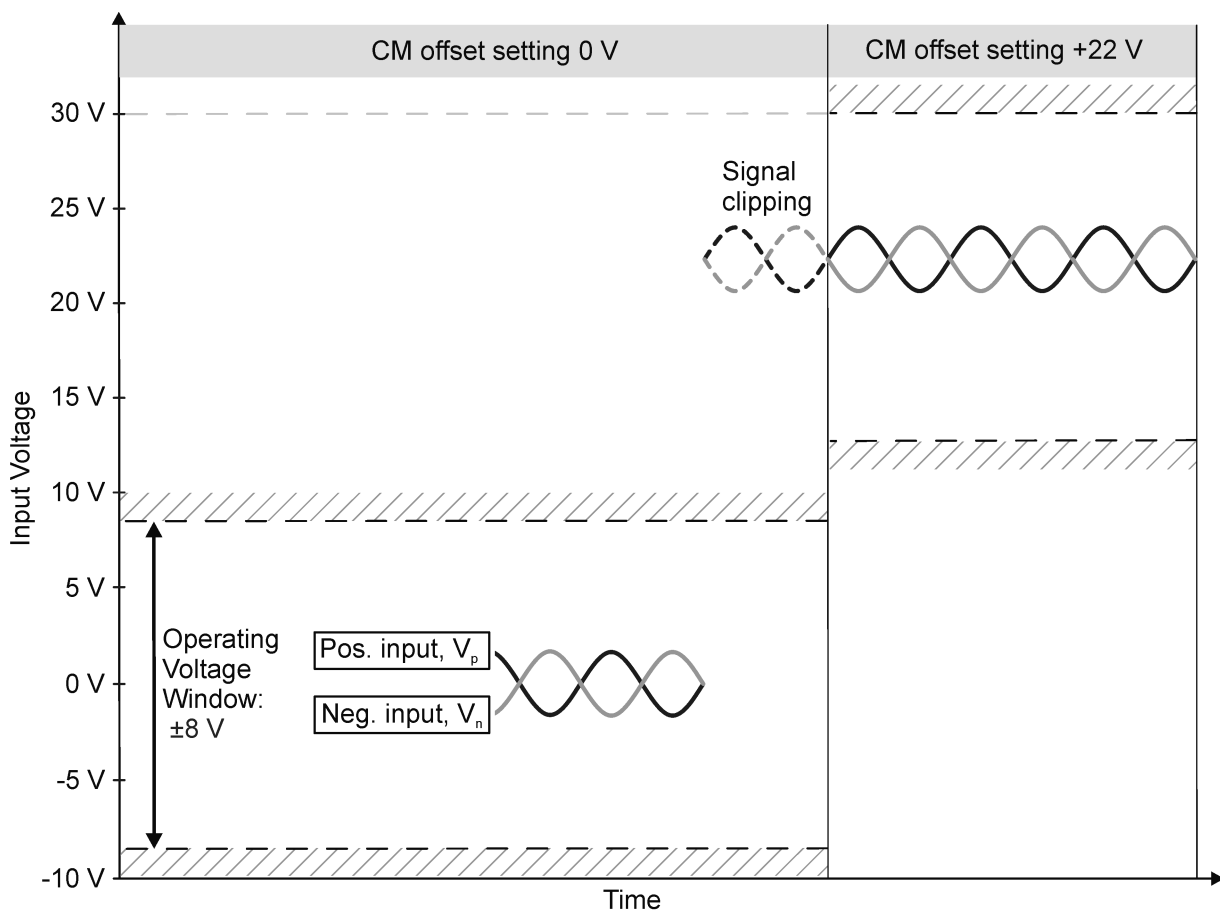 CM offset setting 0 V
CM offset setting +22 V
30 V
Signal
clipping
25 V
20 V
15 V
Input Voltage
10 V
5 V
Operating
Voltage
Window:
±8 V
Pos. input, Vp
0 V
Neg. input, Vn
-5 V
-10 V
Time